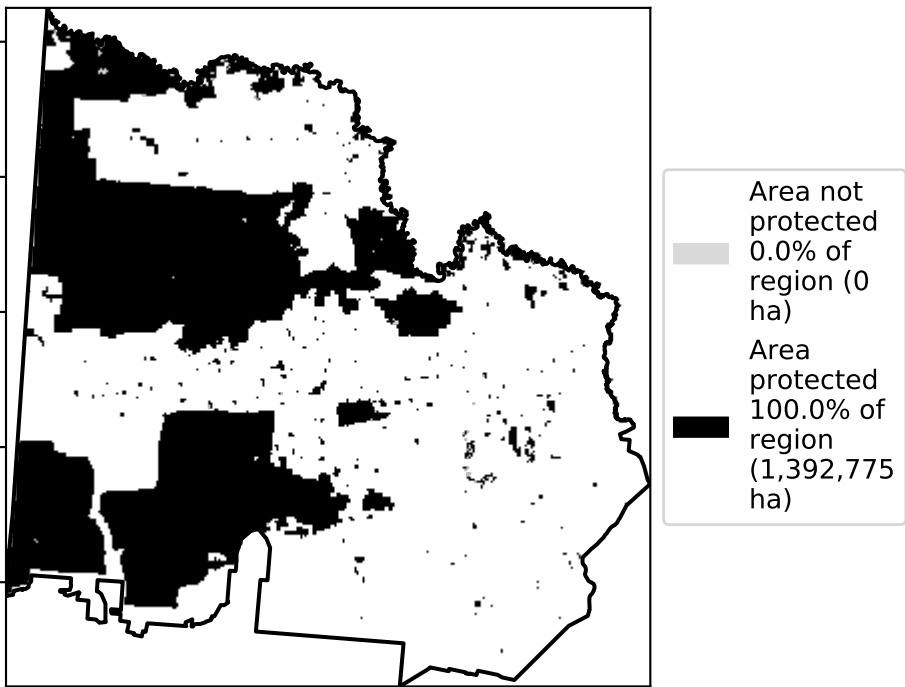 Area not
protected
0.0% of
region (0
ha)
Area
protected
100.0% of
region
(1,392,775
ha)